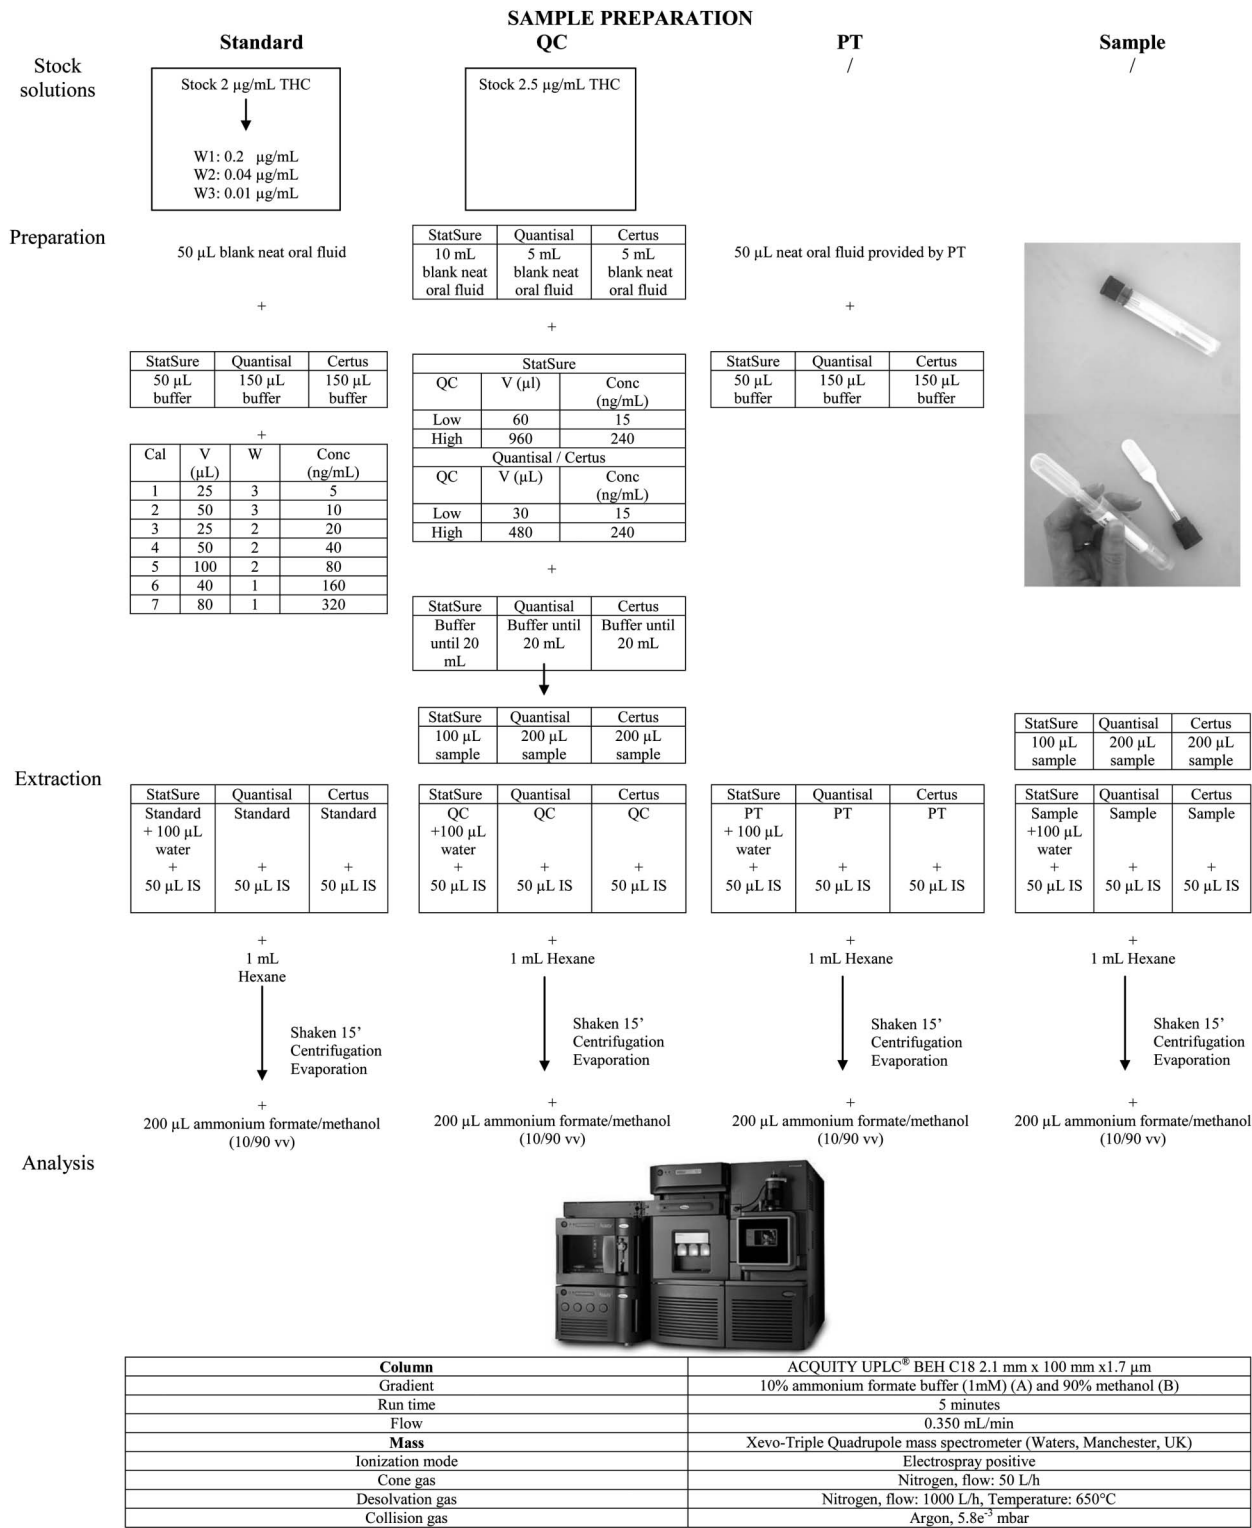 SAMPLE PREPARATION
Standard QC PT Sample
Stock solutions / /
Stock 2 µg/mL THC
W1: 0.2 µg/mL
W2: 0.04 µg/mL
W3: 0.01 µg/mL
Stock 2.5 µg/mL THC
Preparation
50 µL blank neat oral fluid
+
StatSure Quantisal Certus
50 µL buffer 150 µL buffer 150 µL buffer
+
Cal V (µL) W Conc (ng/mL)
1 25 3 5
2 50 3 10
3 25 2 20
4 50 2 40
5 100 2 80
6 40 1 160
7 80 1 320
StatSure Quantisal Certus
10 mL blank neat oral fluid 5 mL blank neat oral fluid 5 mL blank neat oral fluid
+
StatSure
QC V (µl) Conc (ng/mL)
Low 60 15
High 960 240
Quantisal / Certus
QC V (µL) Conc (ng/mL)
Low 30 15
High 480 240
+
StatSure Quantisal Certus
Buffer until 20 mL Buffer until 20 mL Buffer until 20 mL
StatSure Quantisal Certus
100 µL sample 200 µL sample 200 µL sample
50 µL neat oral fluid provided by PT
+
StatSure Quantisal Certus
50 µL buffer 150 µL buffer 150 µL buffer
StatSure Quantisal Certus
100 µL sample 200 µL sample 200 µL sample
Extraction
StatSure Quantisal Certus
Standard + 100 µL water Standard Standard
+ + +
50 µL IS 50 µL IS 50 µL IS
+
1 mL
Hexane
Shaken 15’
Centrifugation
Evaporation
+
200 µL ammonium formate/methanol
(10/90 vv)
StatSure Quantisal Certus
QC +100 µL water QC QC
+ + +
50 µL IS 50 µL IS 50 µL IS
+
1 mL Hexane
Shaken 15’
Centrifugation
Evaporation
+
200 µL ammonium formate/methanol
(10/90 vv)
StatSure Quantisal Certus
PT + 100 µL water PT PT
+ + +
50 µL IS 50 µL IS 50 µL IS
+
1 mL Hexane
Shaken 15’
Centrifugation
Evaporation
+
200 µL ammonium formate/methanol
(10/90 vv)
StatSure Quantisal Certus
Sample +100 µL water Sample Sample
+ + +
50 µL IS 50 µL IS 50 µL IS
+
1 mL Hexane
Shaken 15’
Centrifugation
Evaporation
+
200 µL ammonium formate/methanol
(10/90 vv)
Analysis
Column ACQUITY UPLC® BEH C18 2.1 mm x 100 mm x1.7 µm
Gradient 10% ammonium formate buffer (1mM) (A) and 90% methanol (B)
Run time 5 minutes
Flow 0.350 mL/min
Mass Xevo-Triple Quadrupole mass spectrometer (Waters, Manchester, UK)
Ionization mode Electrospray positive
Cone gas Nitrogen, flow: 50 L/h
Desolvation gas Nitrogen, flow: 1000 L/h, Temperature: 650°C
Collision gas Argon, 5.8e⁻³ mbar